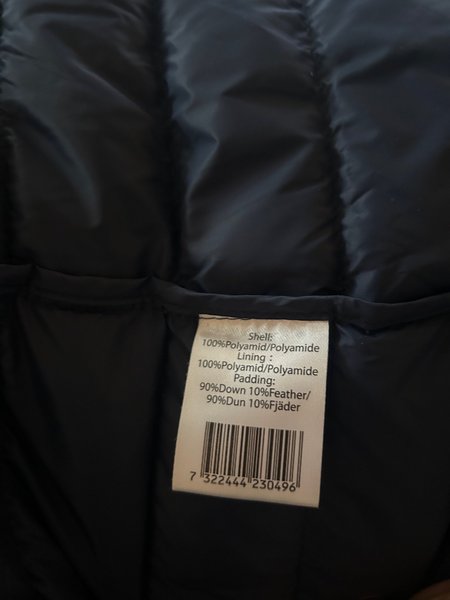 Shell:
100%Polyamid/Polyamide
Lining :
100%Polyamid/Polyamide
Padding:
90%Down 10%Feather/
90%Dun 10%Fjäder
7 322444 230496